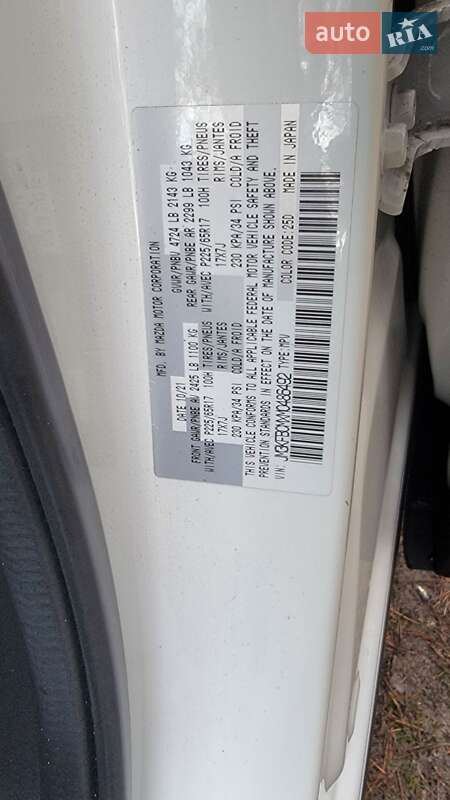 auto RIA.com
MFD. BY MAZDA MOTOR CORPORATION
GVWR/PNBV 4724 LB 2143 KG
DATE 10/21
FRONT GAWR/PNBE AV 2425 LB 1100 KG REAR GAWR/PNBE AR 2299 LB 1043 KG
WITH/AVEC P225/65R17 100H TIRES/PNEUS WITH/AVEC P225/65R17 100H TIRES/PNEUS
17X7J RIMS/JANTES 17X7J RIMS/JANTES
230 KPA/34 PSI COLD/A FROID 230 KPA/34 PSI COLD/A FROID
THIS VEHICLE CONFORMS TO ALL APPLICABLE FEDERAL MOTOR VEHICLE SAFETY AND THEFT
PREVENTION STANDARDS IN EFFECT ON THE DATE OF MANUFACTURE SHOWN ABOVE.
COLOR CODE:25D
VIN: TYPE:MPV MADE IN JAPAN